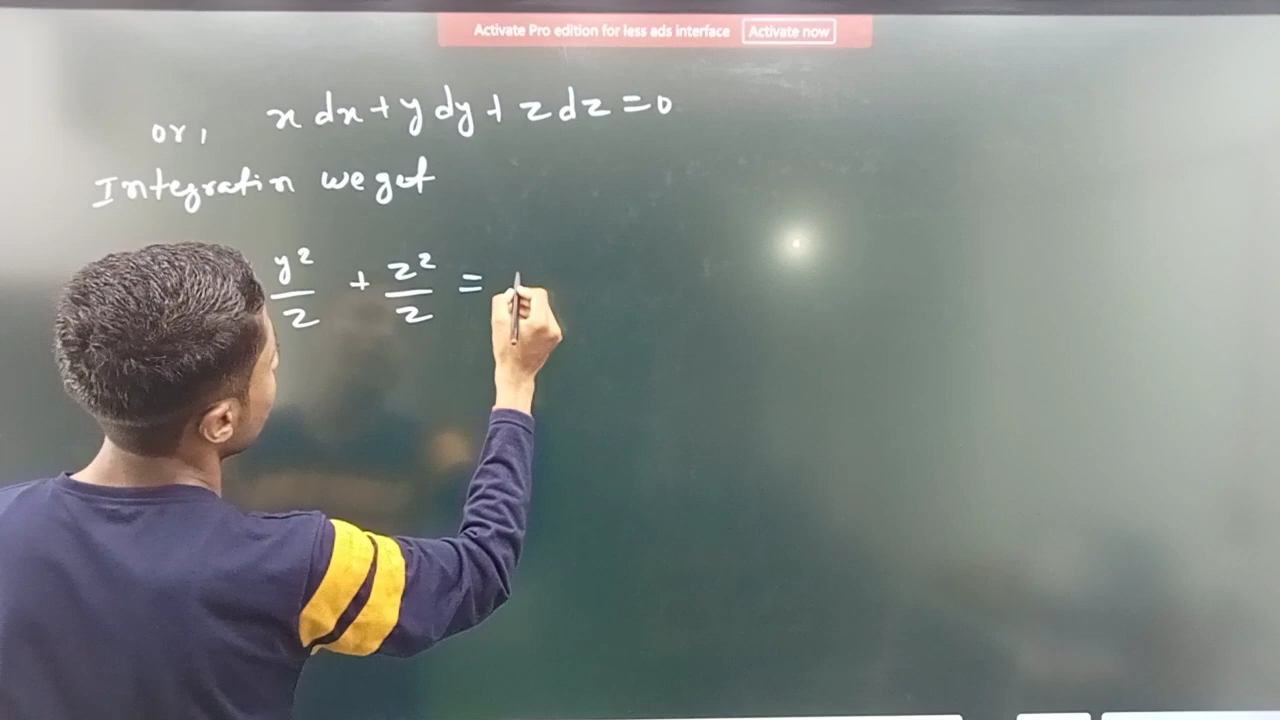 Activate Pro edition for less ads interface Activate now
or, x dx + y dy + z dz = 0
Integratin we get
y²/2 + z²/2 =